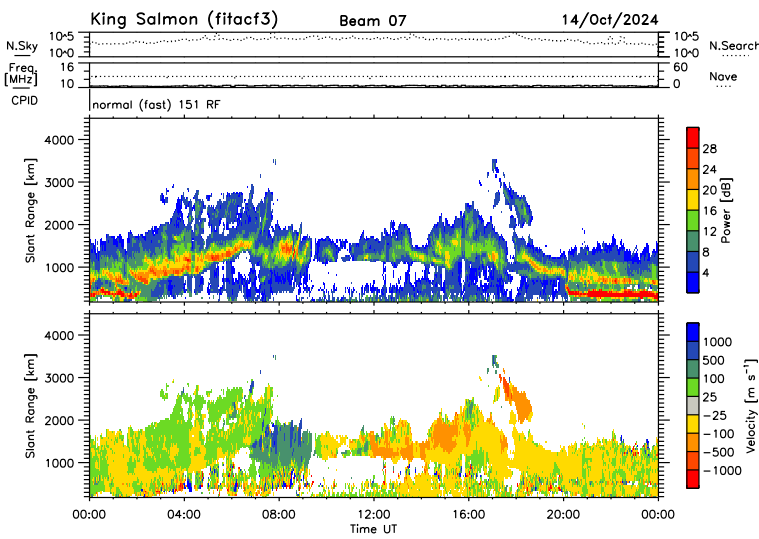 King Salmon (fitacf3) Beam 07 14/Oct/2024
N.Sky 10^5 10^0 10^5 10^0 N.Search
Freq. [MHz] 16 10 60 0 Nave
CPID normal (fast) 151 RF
Slant Range [km] 4000 3000 2000 1000
28 24 20 16 12 8 4 Power [dB]
Slant Range [km] 4000 3000 2000 1000
1000 500 100 25 -25 -100 -500 -1000 Velocity [m s⁻¹]
00:00 04:00 08:00 12:00 16:00 20:00 00:00
Time UT